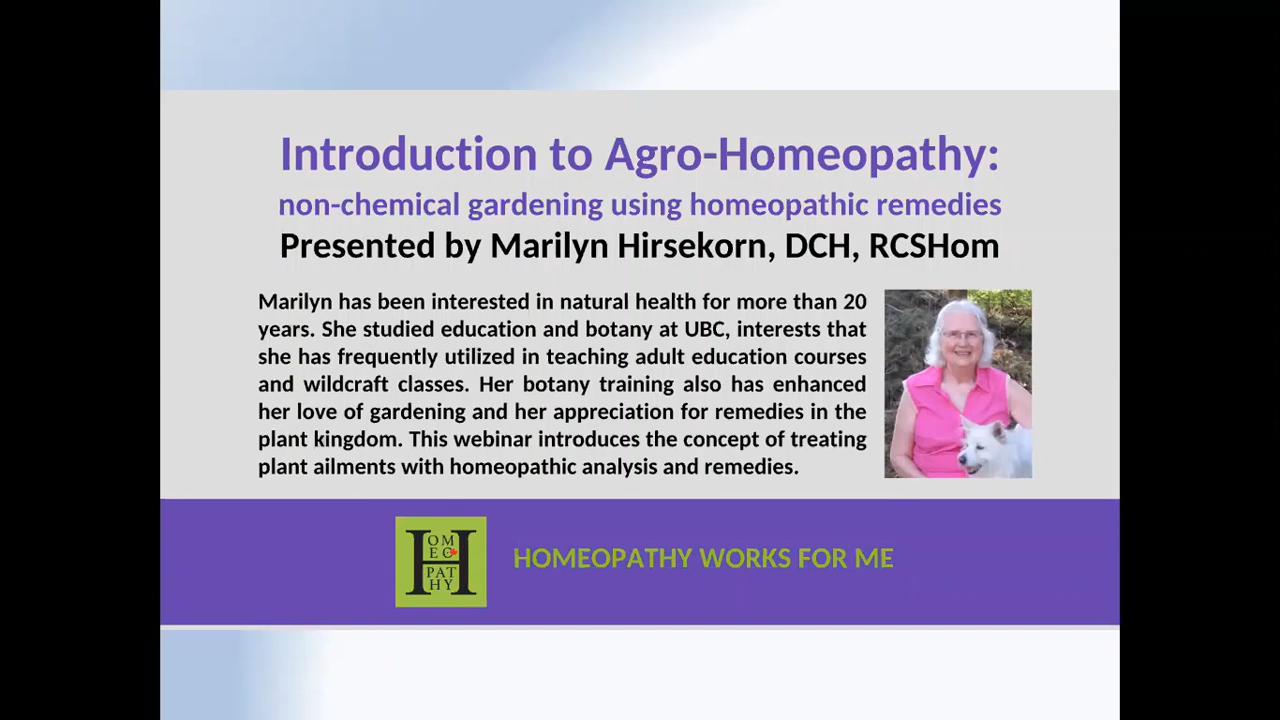 Introduction to Agro-Homeopathy:
non-chemical gardening using homeopathic remedies
Presented by Marilyn Hirsekorn, DCH, RCSHom
Marilyn has been interested in natural health for more than 20
years. She studied education and botany at UBC, interests that
she has frequently utilized in teaching adult education courses
and wildcraft classes. Her botany training also has enhanced
her love of gardening and her appreciation for remedies in the
plant kingdom. This webinar introduces the concept of treating
plant ailments with homeopathic analysis and remedies.
H
OM
EO
PAT
HY
HOMEOPATHY WORKS FOR ME